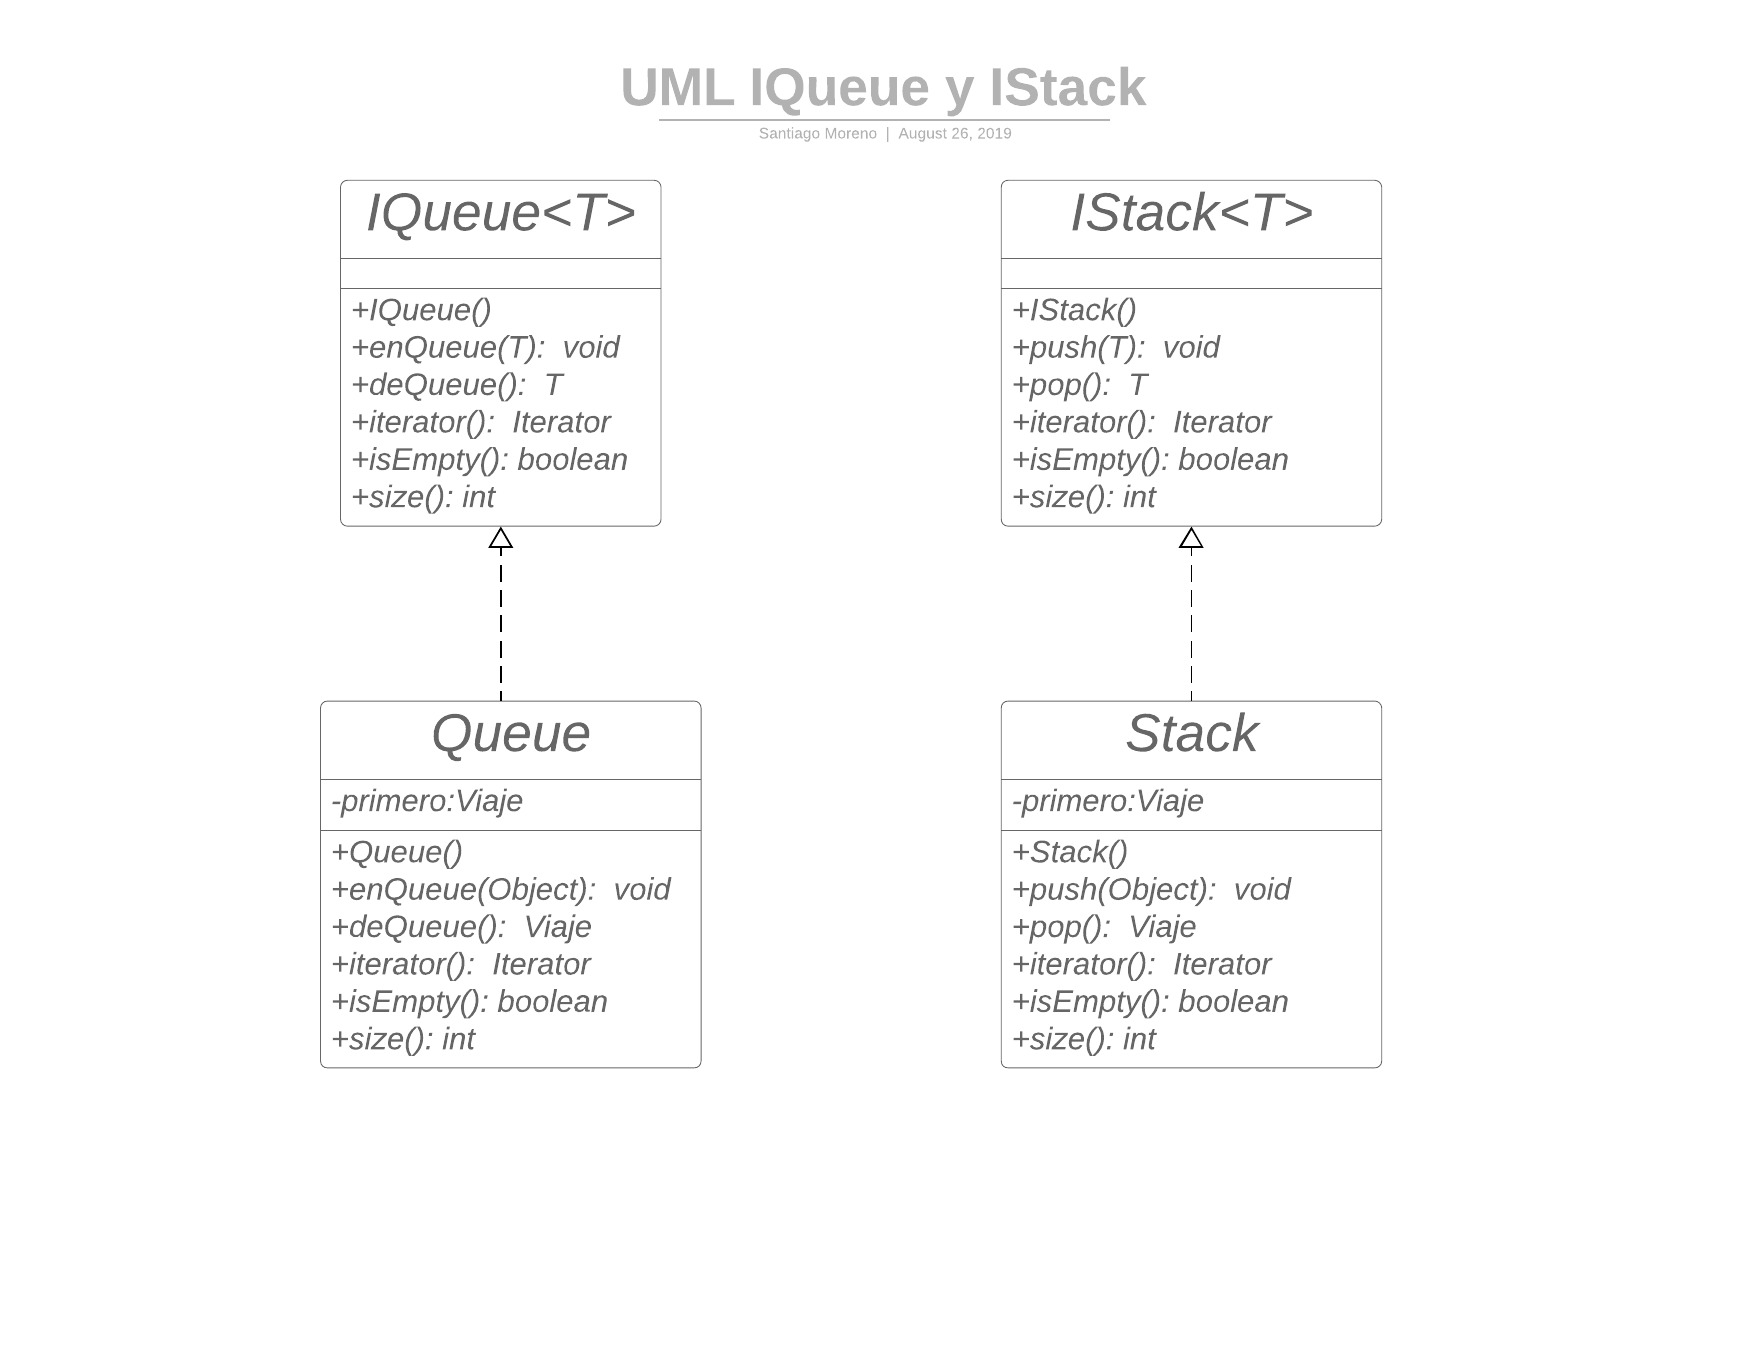 UML IQueue y IStack
Santiago Moreno | August 26, 2019
IQueue<T>
+IQueue()
+enQueue(T):  void
+deQueue():  T
+iterator():  Iterator
+isEmpty(): boolean
+size(): int
IStack<T>
+IStack()
+push(T):  void
+pop():  T
+iterator():  Iterator
+isEmpty(): boolean
+size(): int
Queue
-primero:Viaje
+Queue()
+enQueue(Object):  void
+deQueue():  Viaje
+iterator():  Iterator
+isEmpty(): boolean
+size(): int
Stack
-primero:Viaje
+Stack()
+push(Object):  void
+pop():  Viaje
+iterator():  Iterator
+isEmpty(): boolean
+size(): int